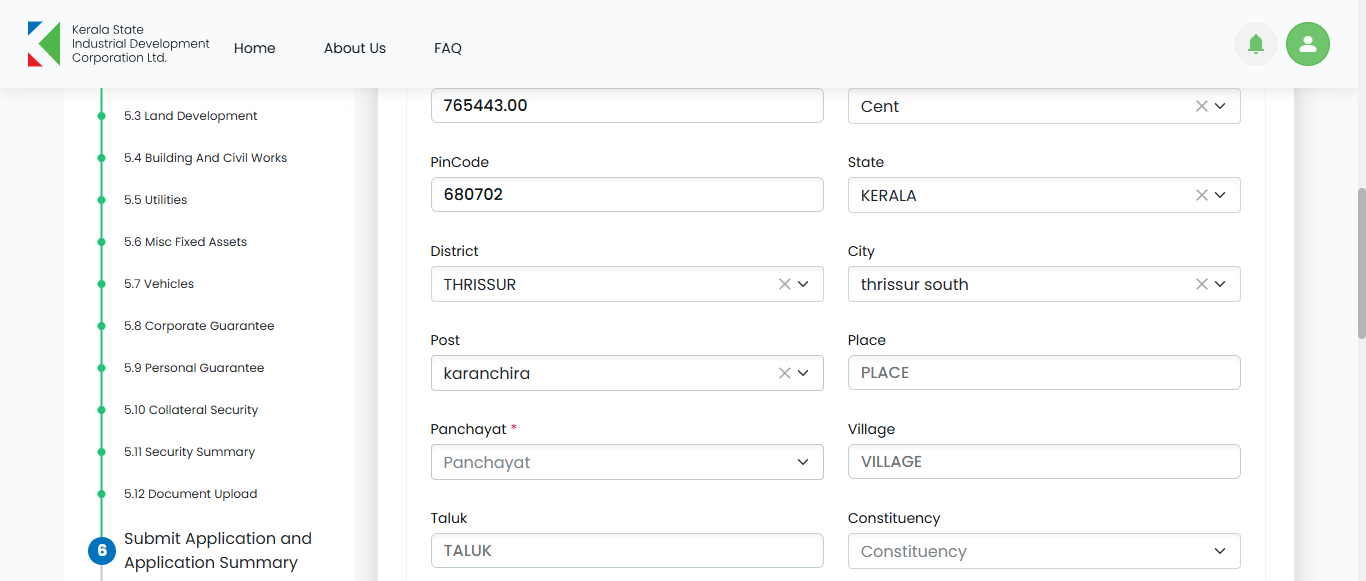 Kerala State
Industrial Development
Corporation Ltd.
Home
About Us
FAQ
5.3 Land Development
5.4 Building And Civil Works
5.5 Utilities
5.6 Misc Fixed Assets
5.7 Vehicles
5.8 Corporate Guarantee
5.9 Personal Guarantee
5.10 Collateral Security
5.11 Security Summary
5.12 Document Upload
6
Submit Application and
Application Summary
765443.00
Cent
PinCode
State
680702
KERALA
District
City
THRISSUR
thrissur south
Post
Place
karanchira
PLACE
Panchayat *
Village
Panchayat
VILLAGE
Taluk
Constituency
TALUK
Constituency